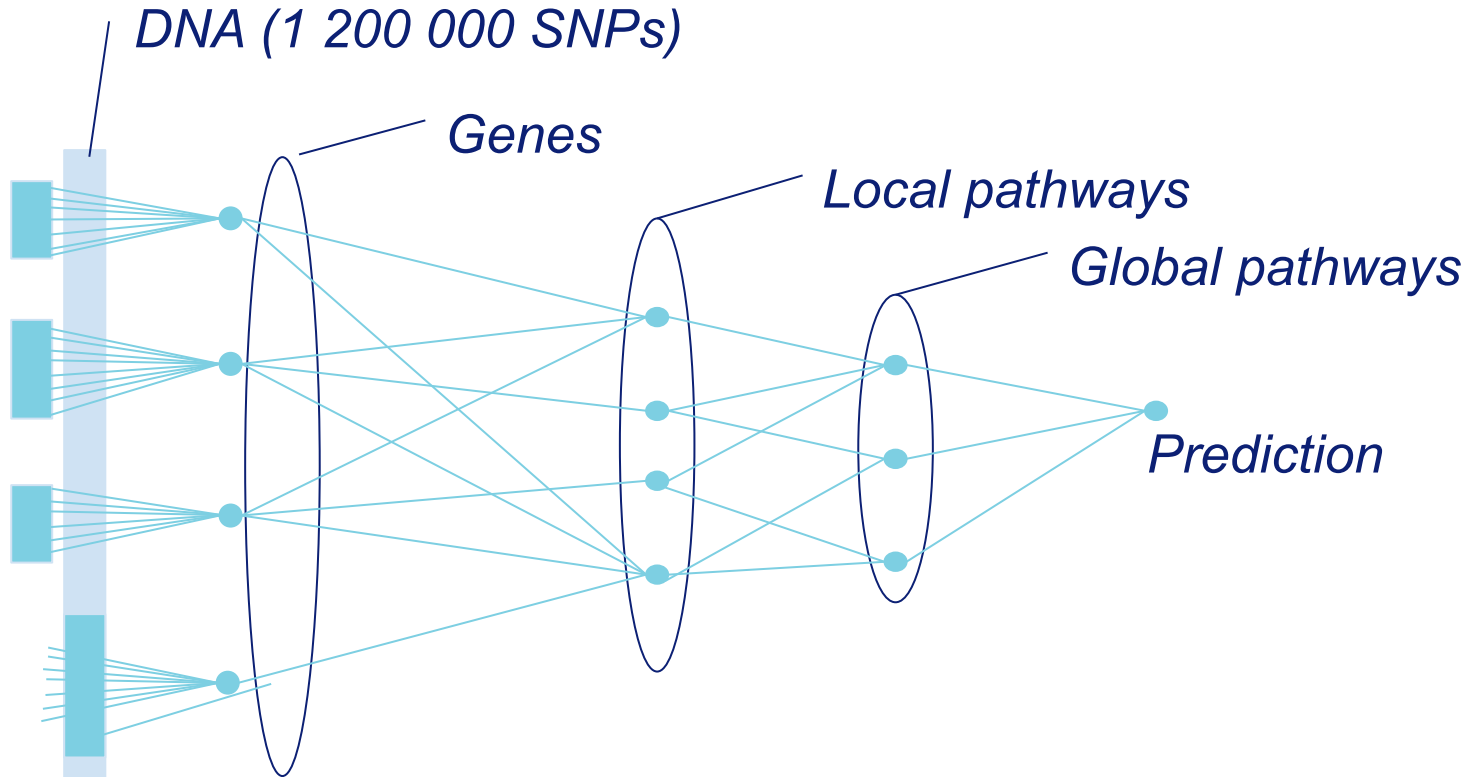 DNA (1 200 000 SNPs)
Genes
Local pathways
Global pathways
Prediction